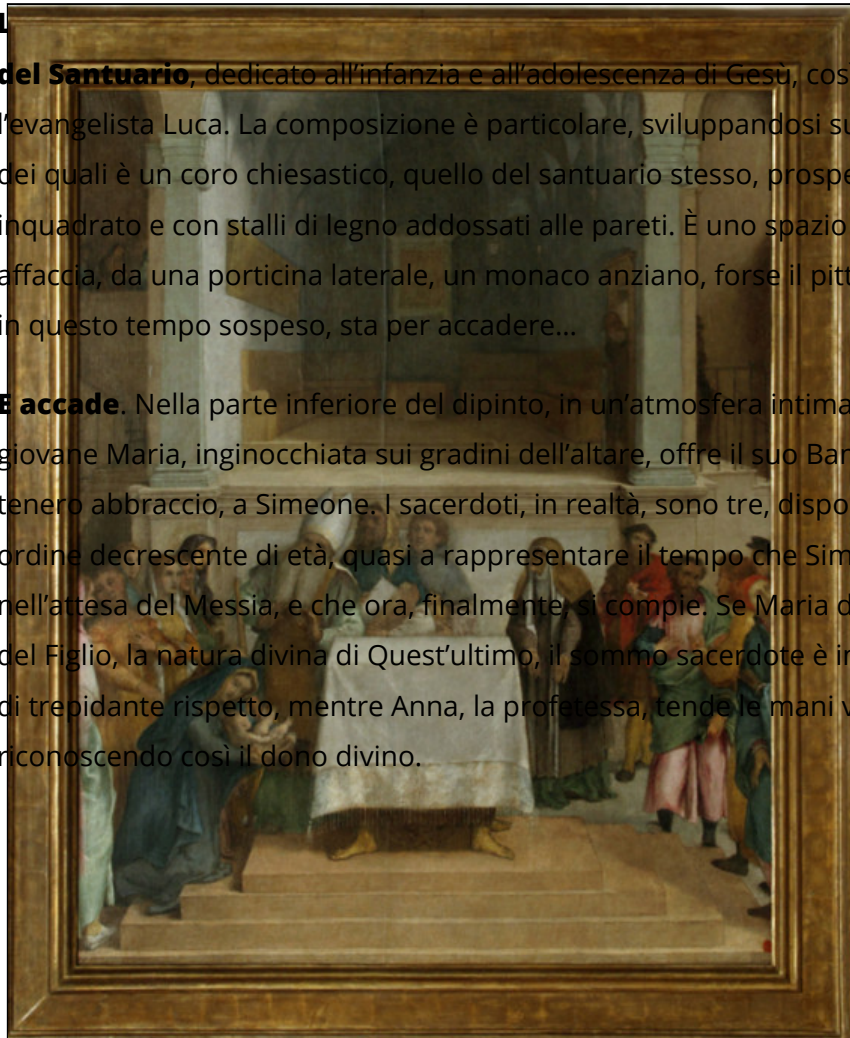 L
del Santuario, dedicato all'infanzia e all'adolescenza di Gesù, cos
l'evangelista Luca. La composizione è particolare, sviluppandosi su
dei quali è un coro chiesastico, quello del santuario stesso, prospe
inquadrato e con stalli di legno addossati alle pareti. È uno spazio
affaccia, da una porticina laterale, un monaco anziano, forse il pitt
in questo tempo sospeso, sta per accadere...
E accade. Nella parte inferiore del dipinto, in un'atmosfera intima
giovane Maria, inginocchiata sui gradini dell'altare, offre il suo Bar
tenero abbraccio, a Simeone. I sacerdoti, in realtà, sono tre, dispo
ordine decrescente di età, quasi a rappresentare il tempo che Sim
nell'attesa del Messia, e che ora, finalmente, si compie. Se Maria d
del Figlio, la natura divina di Quest'ultimo, il sommo sacerdote è in
di trepidante rispetto, mentre Anna, la profetessa, tende le mani v
riconoscendo così il dono divino.